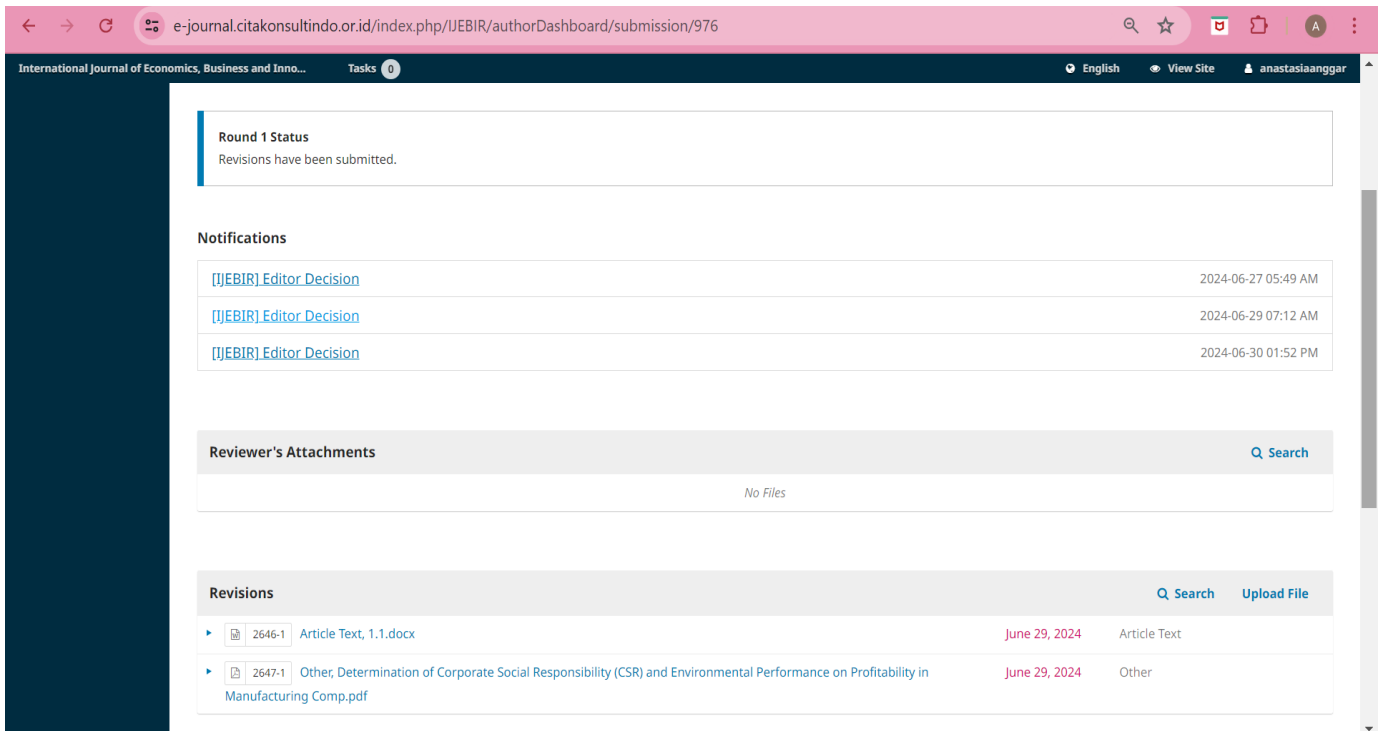 e-journal.citakonsultindo.or.id/index.php/IJEBIR/authorDashboard/submission/976
A
International Journal of Economics, Business and Inno... Tasks 0 English View Site anastasiaanggar
Round 1 Status
Revisions have been submitted.
Notifications
[IJEBIR] Editor Decision 2024-06-27 05:49 AM
[IJEBIR] Editor Decision 2024-06-29 07:12 AM
[IJEBIR] Editor Decision 2024-06-30 01:52 PM
Reviewer's Attachments Search
No Files
Revisions Search Upload File
2646-1 Article Text, 1.1.docx June 29, 2024 Article Text
2647-1 Other, Determination of Corporate Social Responsibility (CSR) and Environmental Performance on Profitability in June 29, 2024 Other
Manufacturing Comp.pdf